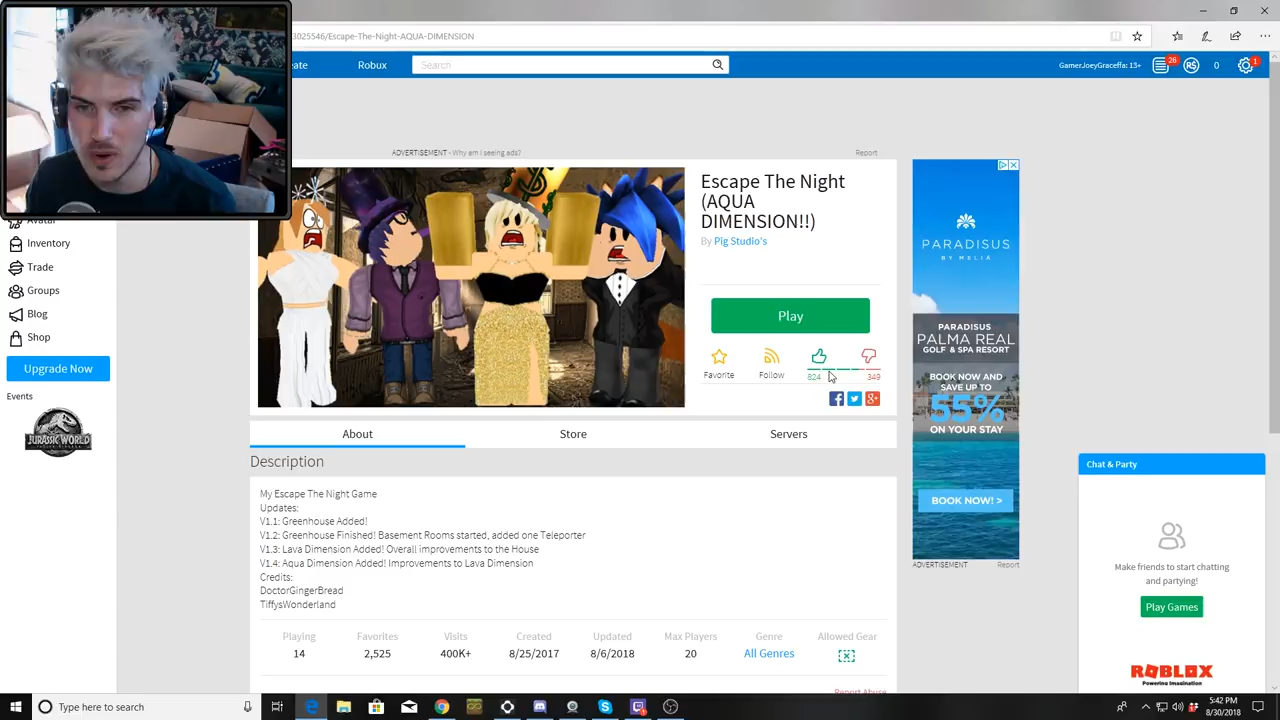 3025546/Escape-The-Night-AQUA-DIMENSION
eate
Robux
Search
GamerJoeyGraceffa: 13+
26
0
1
ADVERTISEMENT - Why am I seeing ads?
Report
Escape The Night
(AQUA
DIMENSION!!)
By Pig Studio's
Play
Favorite
Follow
824
349
Avatar
Inventory
Trade
Groups
Blog
Shop
Upgrade Now
Events
JURASSIC WORLD
About
Store
Servers
Description
My Escape The Night Game
Updates:
V1.1: Greenhouse Added!
V1.2: Greenhouse Finished! Basement Rooms started, added one Teleporter
V1.3: Lava Dimension Added! Overall improvements to the House
V1.4: Aqua Dimension Added! Improvements to Lava Dimension
Credits:
DoctorGingerBread
TiffysWonderland
Playing
Favorites
Visits
Created
Updated
Max Players
Genre
Allowed Gear
14
2,525
400K+
8/25/2017
8/6/2018
20
All Genres
Report Abuse
PARADISUS
BY MELIÁ
PARADISUS
PALMA REAL
GOLF & SPA RESORT
BOOK NOW AND
SAVE UP TO
55%
ON YOUR STAY
BOOK NOW! >
ADVERTISEMENT
Report
Chat & Party
Make friends to start chatting
and partying!
Play Games
ROBLOX
Powering Imagination
Type here to search
5:42 PM
8/30/2018